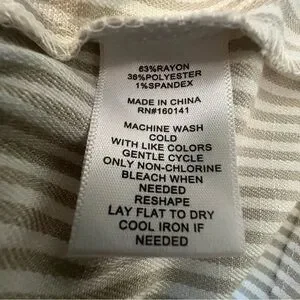 63%RAYON
36%POLYESTER
1%SPANDEX
MADE IN CHINA
RN#160141
MACHINE WASH
COLD
WITH LIKE COLORS
GENTLE CYCLE
ONLY NON-CHLORINE
BLEACH WHEN
NEEDED
RESHAPE
LAY FLAT TO DRY
COOL IRON IF
NEEDED